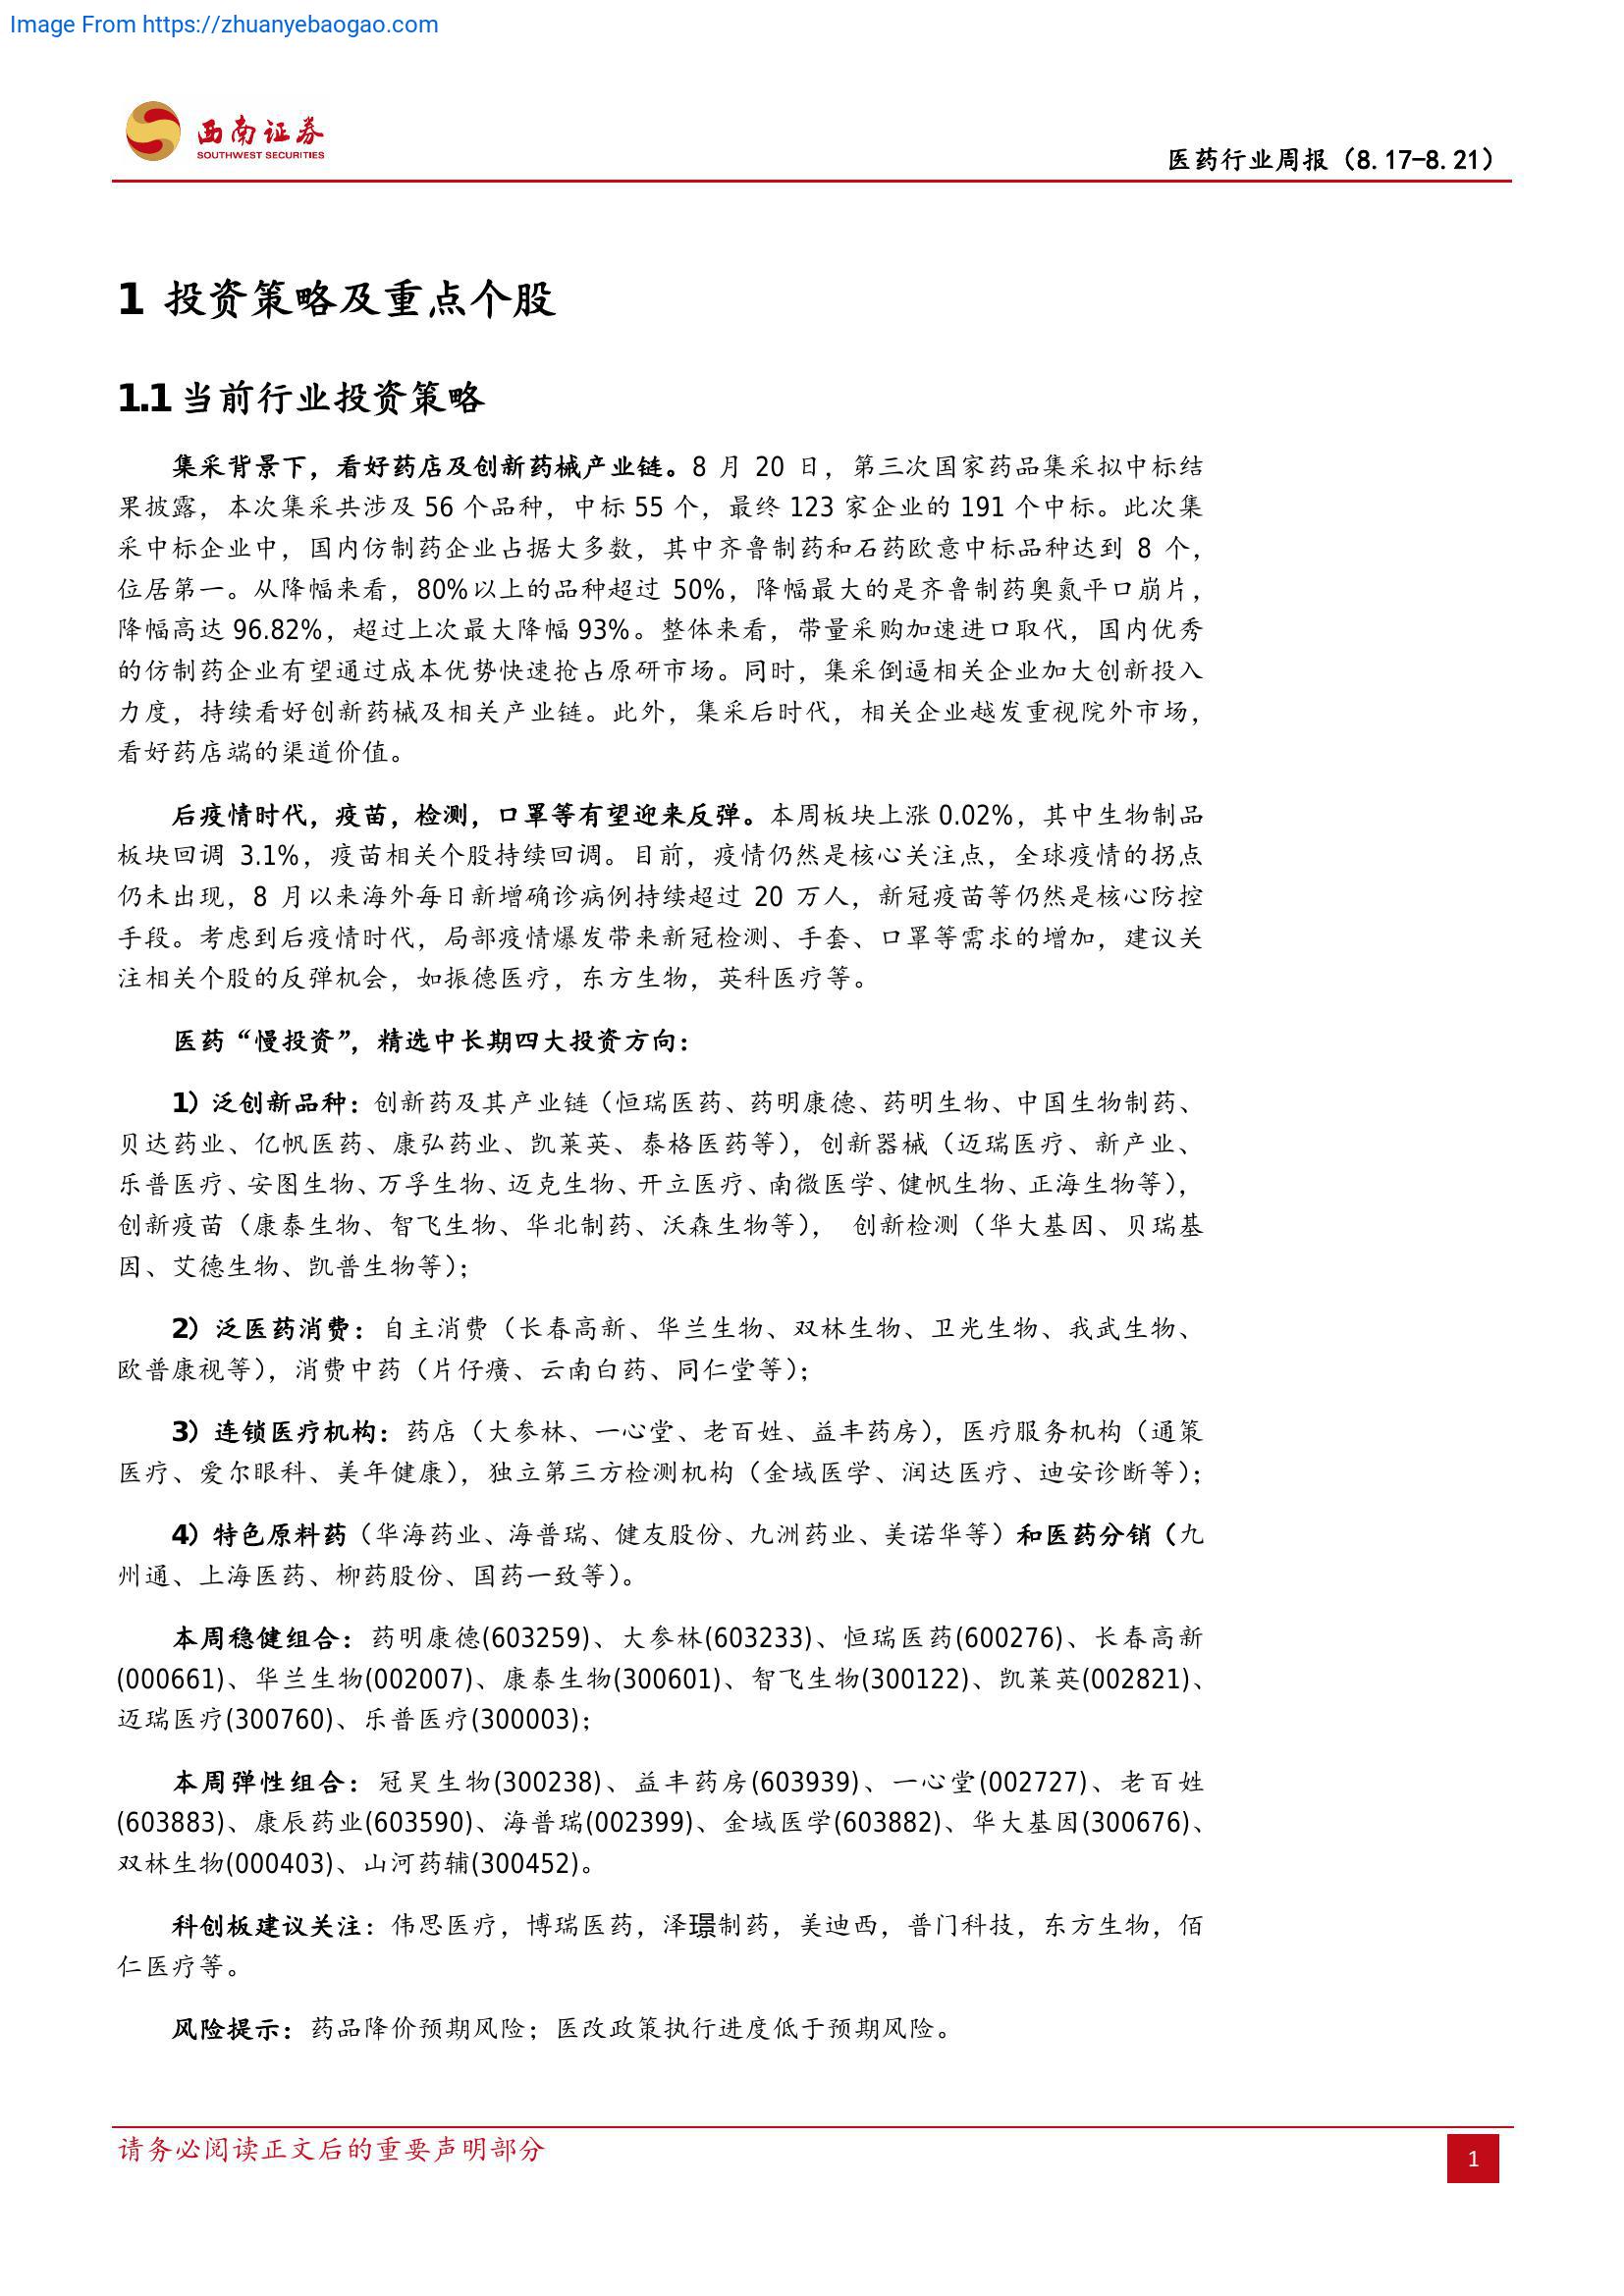 Image From https://zhuanyebaogao.com
西南证券
SOUTHWEST SECURITIES
医药行业周报（8.17-8.21）
1 投资策略及重点个股
1.1 当前行业投资策略
集采背景下，看好药店及创新药械产业链。8 月 20 日，第三次国家药品集采拟中标结
果披露，本次集采共涉及 56 个品种，中标 55 个，最终 123 家企业的 191 个中标。此次集
采中标企业中，国内仿制药企业占据大多数，其中齐鲁制药和石药欧意中标品种达到 8 个，
位居第一。从降幅来看，80%以上的品种超过 50%，降幅最大的是齐鲁制药奥氮平口崩片，
降幅高达 96.82%，超过上次最大降幅 93%。整体来看，带量采购加速进口取代，国内优秀
的仿制药企业有望通过成本优势快速抢占原研市场。同时，集采倒逼相关企业加大创新投入
力度，持续看好创新药械及相关产业链。此外，集采后时代，相关企业越发重视院外市场，
看好药店端的渠道价值。
后疫情时代，疫苗，检测，口罩等有望迎来反弹。本周板块上涨 0.02%，其中生物制品
板块回调 3.1%，疫苗相关个股持续回调。目前，疫情仍然是核心关注点，全球疫情的拐点
仍未出现，8 月以来海外每日新增确诊病例持续超过 20 万人，新冠疫苗等仍然是核心防控
手段。考虑到后疫情时代，局部疫情爆发带来新冠检测、手套、口罩等需求的增加，建议关
注相关个股的反弹机会，如振德医疗，东方生物，英科医疗等。
医药“慢投资”，精选中长期四大投资方向：
1）泛创新品种：创新药及其产业链（恒瑞医药、药明康德、药明生物、中国生物制药、
贝达药业、亿帆医药、康弘药业、凯莱英、泰格医药等），创新器械（迈瑞医疗、新产业、
乐普医疗、安图生物、万孚生物、迈克生物、开立医疗、南微医学、健帆生物、正海生物等），
创新疫苗（康泰生物、智飞生物、华北制药、沃森生物等）， 创新检测（华大基因、贝瑞基
因、艾德生物、凯普生物等）；
2）泛医药消费：自主消费（长春高新、华兰生物、双林生物、卫光生物、我武生物、
欧普康视等），消费中药（片仔癀、云南白药、同仁堂等）；
3）连锁医疗机构：药店（大参林、一心堂、老百姓、益丰药房），医疗服务机构（通策
医疗、爱尔眼科、美年健康），独立第三方检测机构（金域医学、润达医疗、迪安诊断等）；
4）特色原料药（华海药业、海普瑞、健友股份、九洲药业、美诺华等）和医药分销（九
州通、上海医药、柳药股份、国药一致等）。
本周稳健组合：药明康德(603259)、大参林(603233)、恒瑞医药(600276)、长春高新
(000661)、华兰生物(002007)、康泰生物(300601)、智飞生物(300122)、凯莱英(002821)、
迈瑞医疗(300760)、乐普医疗(300003)；
本周弹性组合：冠昊生物(300238)、益丰药房(603939)、一心堂(002727)、老百姓
(603883)、康辰药业(603590)、海普瑞(002399)、金域医学(603882)、华大基因(300676)、
双林生物(000403)、山河药辅(300452)。
科创板建议关注：伟思医疗，博瑞医药，泽璟制药，美迪西，普门科技，东方生物，佰
仁医疗等。
风险提示：药品降价预期风险；医改政策执行进度低于预期风险。
请务必阅读正文后的重要声明部分
1